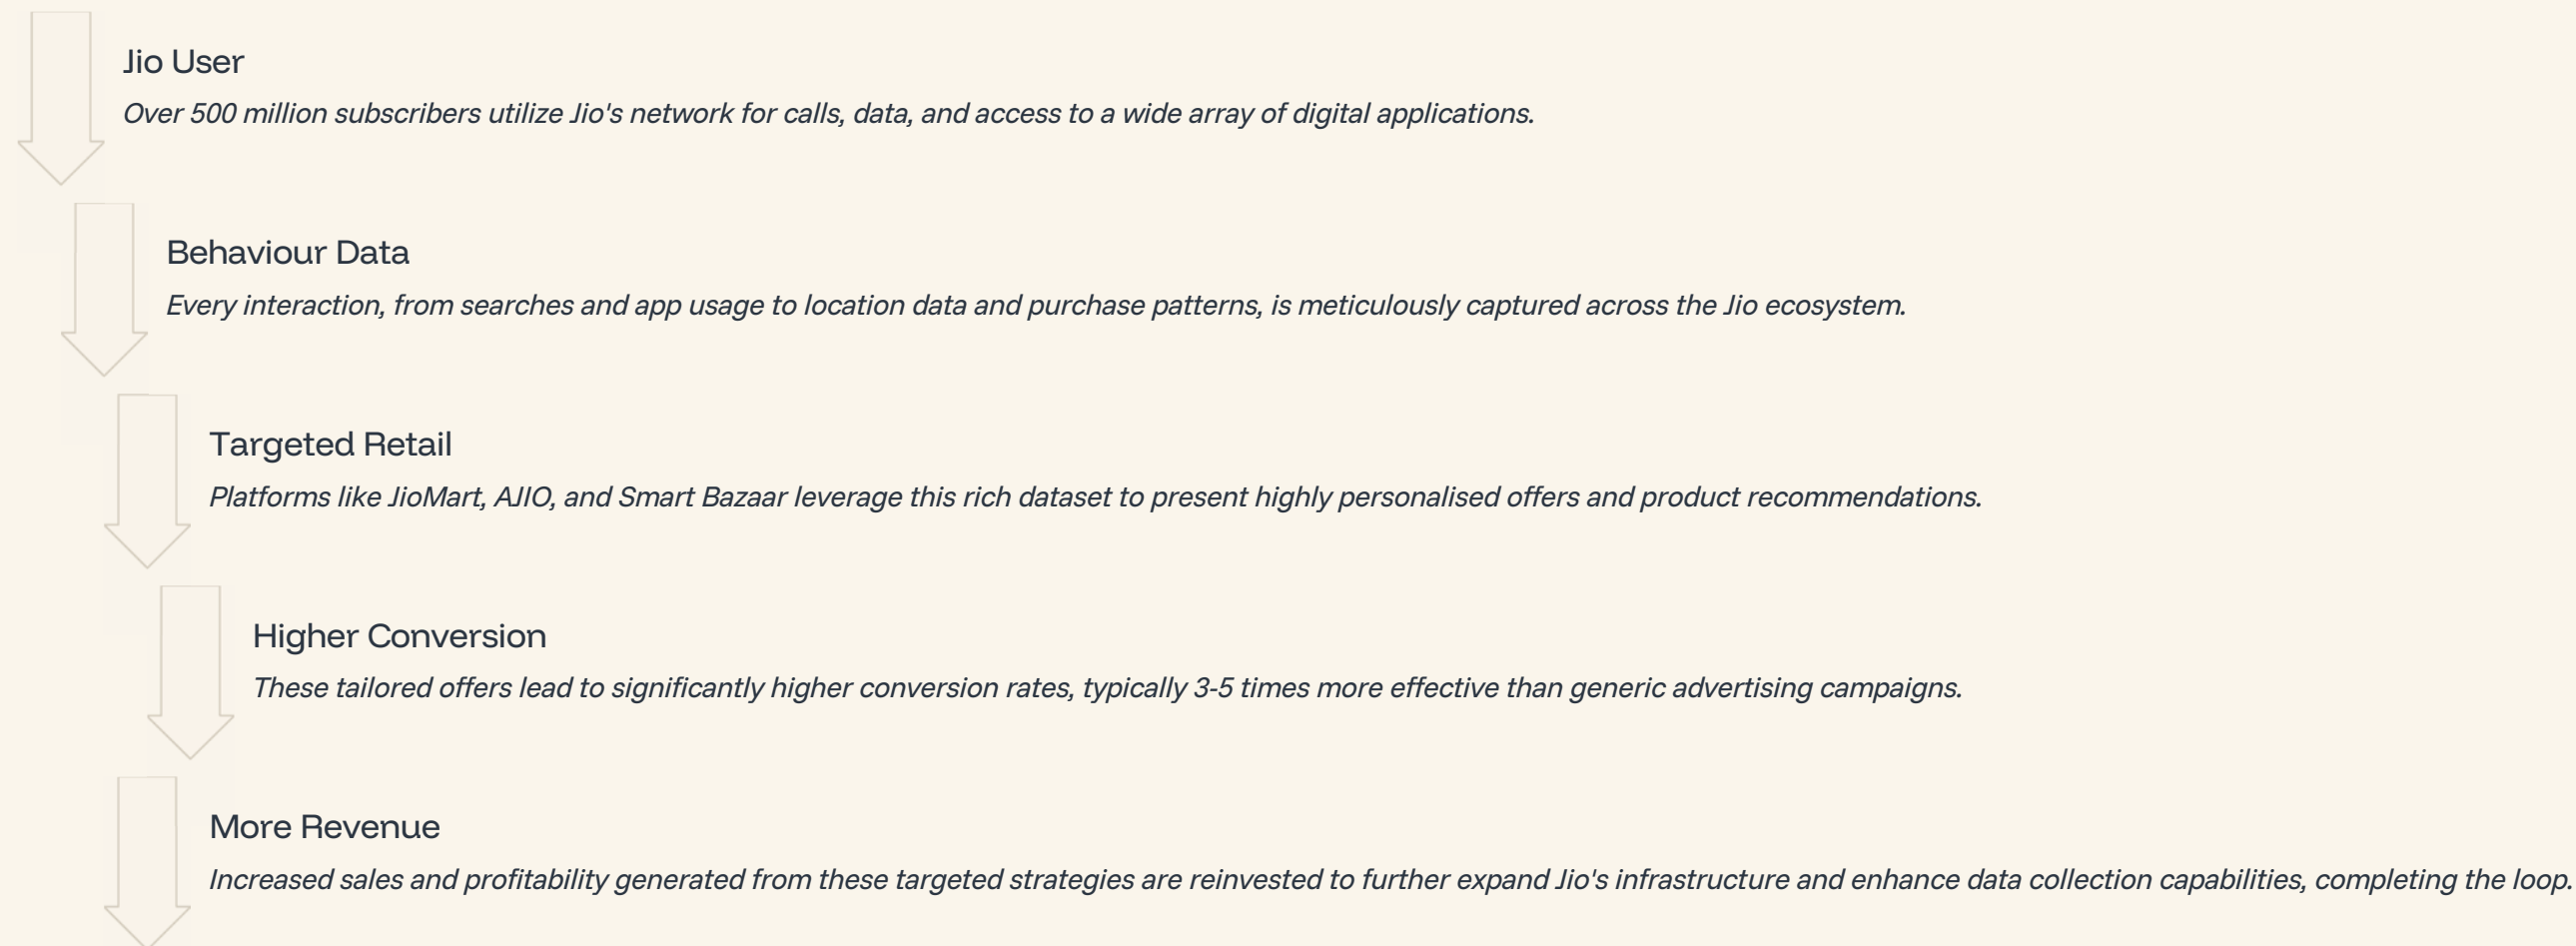 Jio User
Over 500 million subscribers utilize Jio's network for calls, data, and access to a wide array of digital applications.
Behaviour Data
Every interaction, from searches and app usage to location data and purchase patterns, is meticulously captured across the Jio ecosystem.
Targeted Retail
Platforms like JioMart, AJIO, and Smart Bazaar leverage this rich dataset to present highly personalised offers and product recommendations.
Higher Conversion
These tailored offers lead to significantly higher conversion rates, typically 3-5 times more effective than generic advertising campaigns.
More Revenue
Increased sales and profitability generated from these targeted strategies are reinvested to further expand Jio's infrastructure and enhance data collection capabilities, completing the loop.